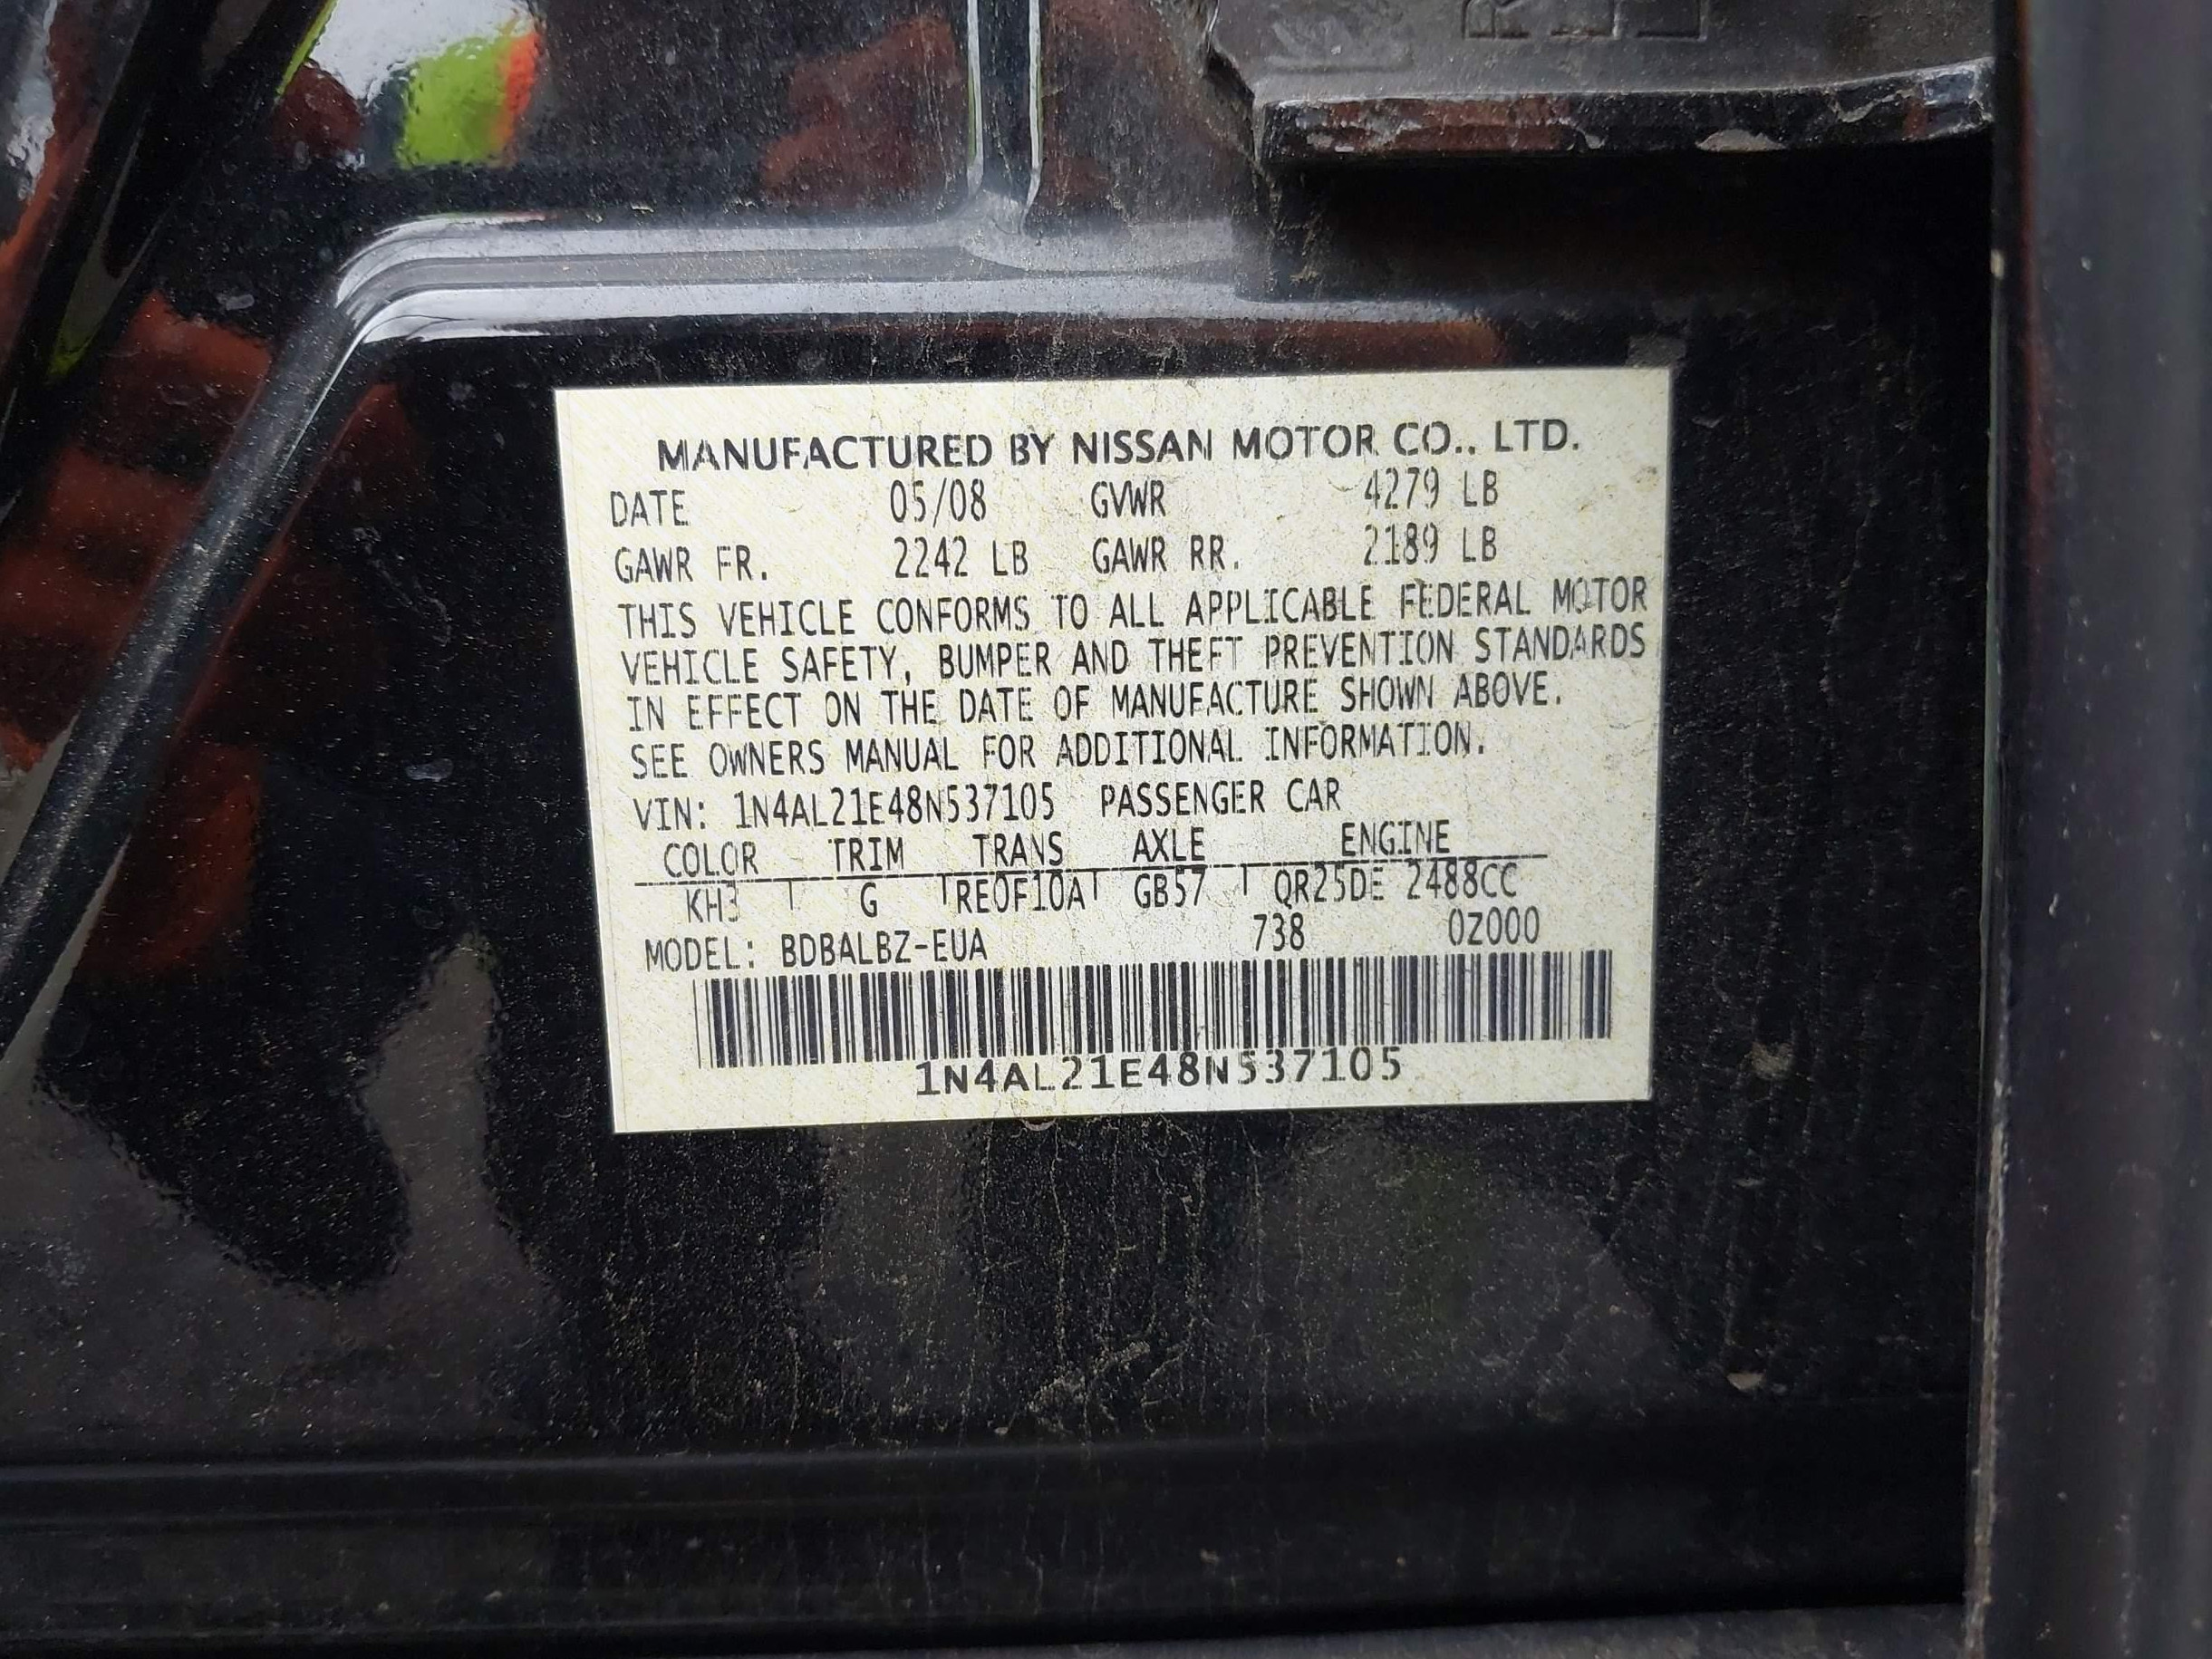 MANUFACTURED BY NISSAN MOTOR CO., LTD.
DATE 05/08 GVWR 4279 LB
GAWR FR. 2242 LB GAWR RR. 2189 LB
THIS VEHICLE CONFORMS TO ALL APPLICABLE FEDERAL MOTOR
VEHICLE SAFETY, BUMPER AND THEFT PREVENTION STANDARDS
IN EFFECT ON THE DATE OF MANUFACTURE SHOWN ABOVE.
SEE OWNERS MANUAL FOR ADDITIONAL INFORMATION.
VIN: 1N4AL21E48N537105 PASSENGER CAR
COLOR TRIM TRANS AXLE ENGINE
KH3 G RE0F10A GB57 QR25DE 2488CC
738 0Z000
MODEL: BDBALBZ-EUA
1N4AL21E48N537105